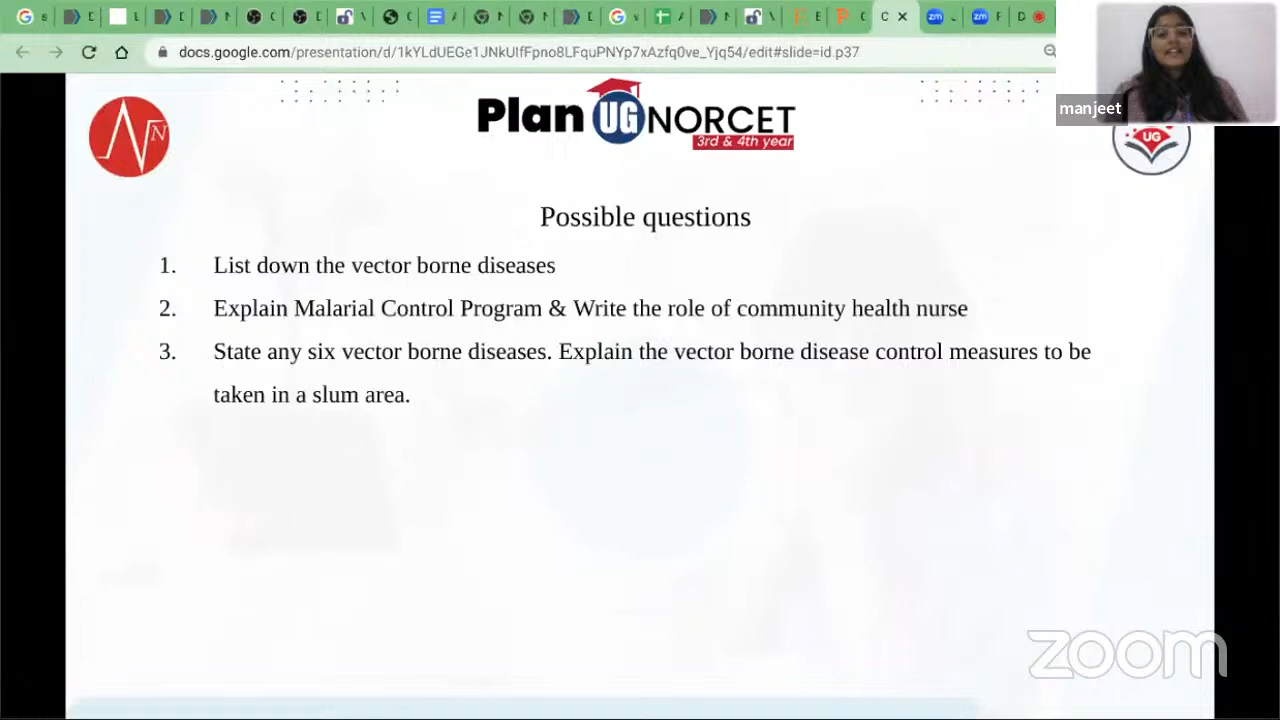 docs.google.com/presentation/d/1kYLdUEGe1JNkUIfFpno8LFquPNYp7xAzfq0ve_Yjq54/edit#slide=id.p37
manjeet
N
Plan UG NORCET
3rd & 4th year
UG
Possible questions
1. List down the vector borne diseases
2. Explain Malarial Control Program & Write the role of community health nurse
3. State any six vector borne diseases. Explain the vector borne disease control measures to be
taken in a slum area.
zoom